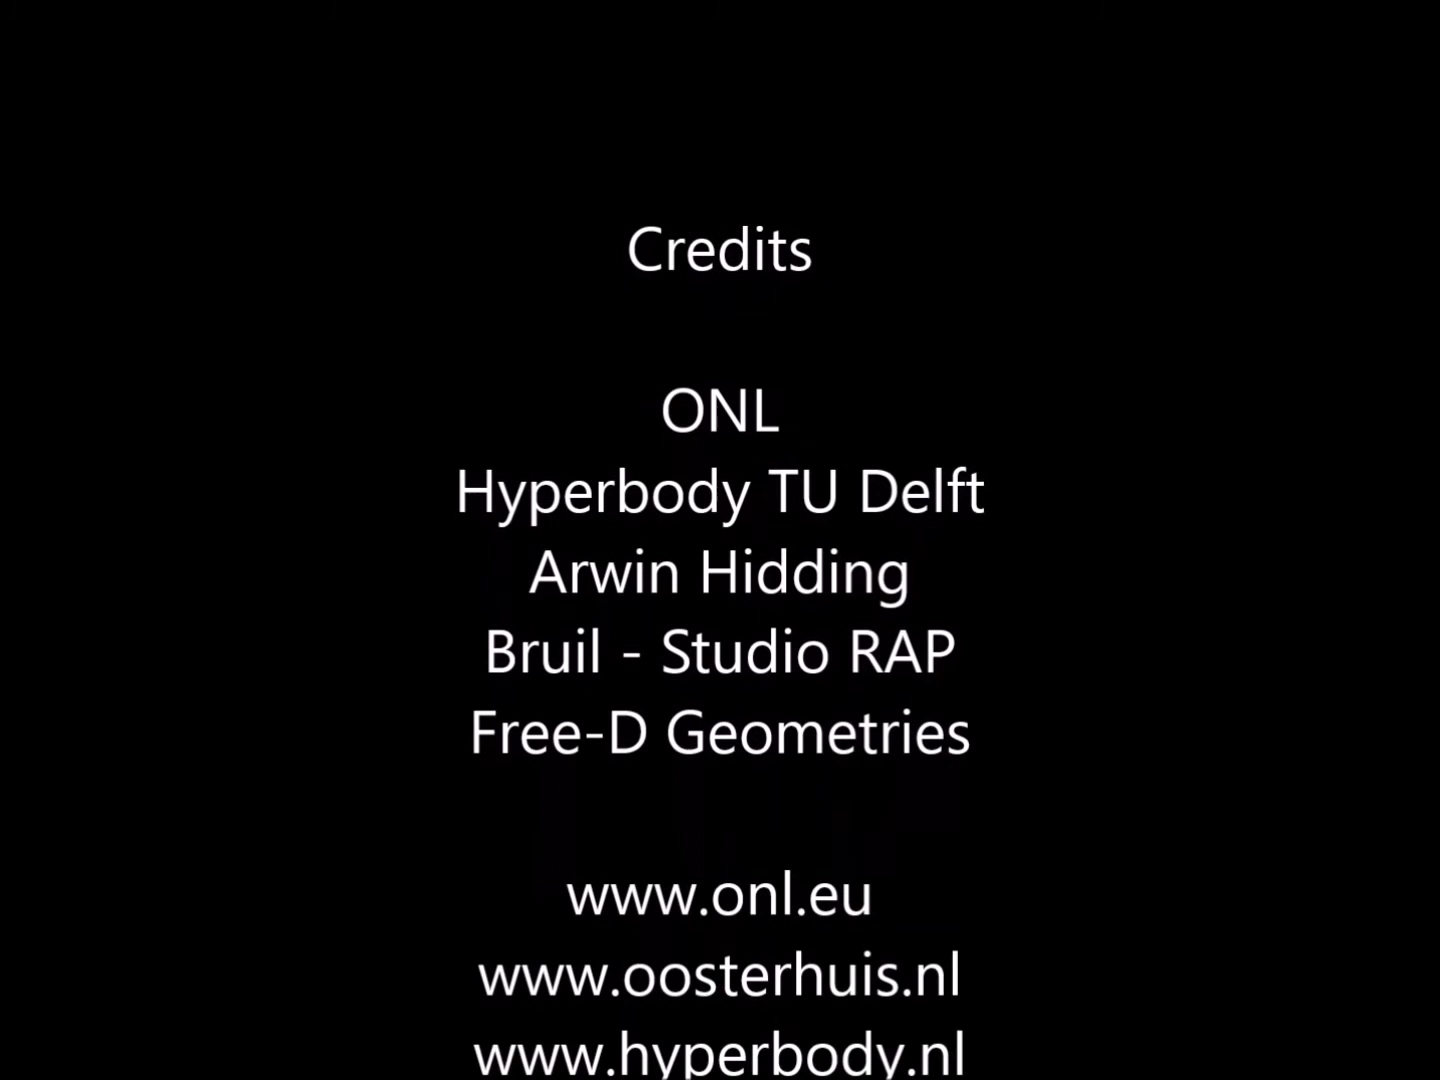 Credits
ONL
Hyperbody TU Delft
Arwin Hidding
Bruil - Studio RAP
Free-D Geometries
www.onl.eu
www.oosterhuis.nl
www.hyperbody.nl